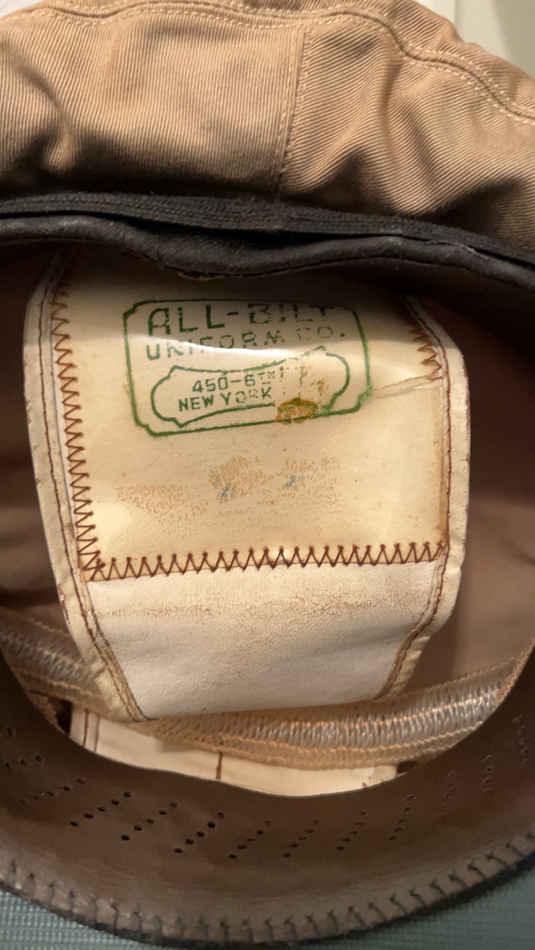 ALL-BILT
UNIFORM CO.
450-6TH
NEW YORK